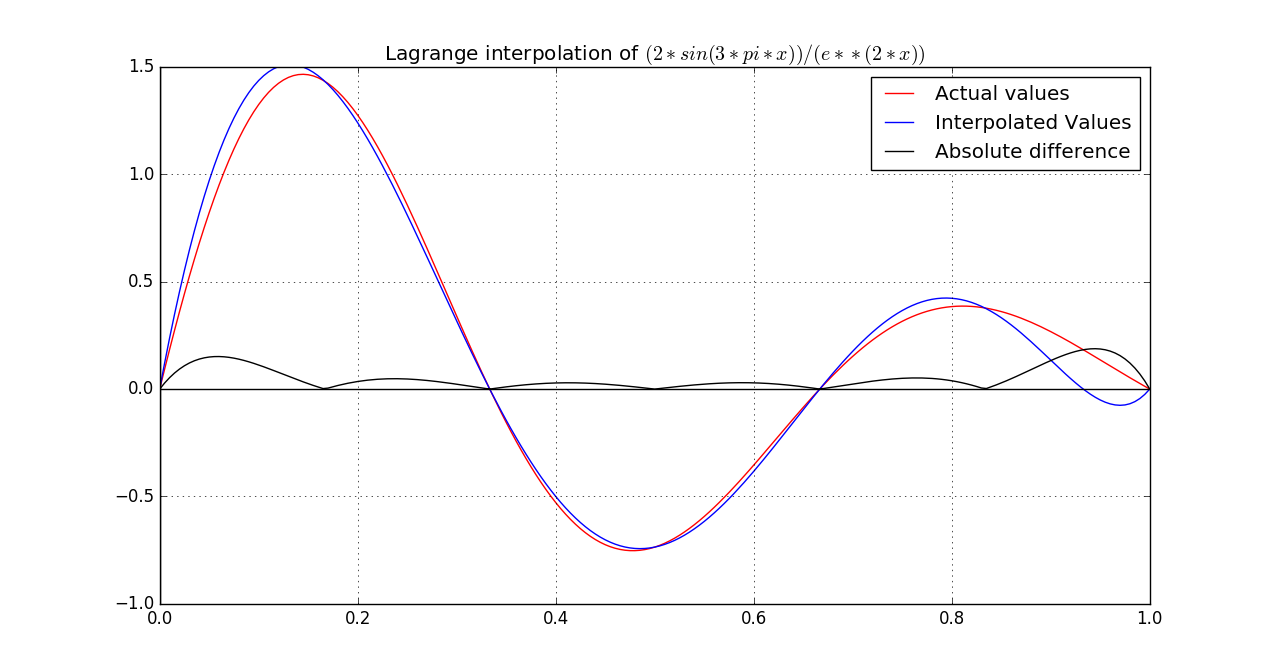 Lagrange interpolation of (2∗sin(3∗pi∗x))/(e∗∗(2∗x))
Actual values
Interpolated Values
Absolute difference
1.5
1.0
0.5
0.0
−0.5
−1.0
0.0 0.2 0.4 0.6 0.8 1.0